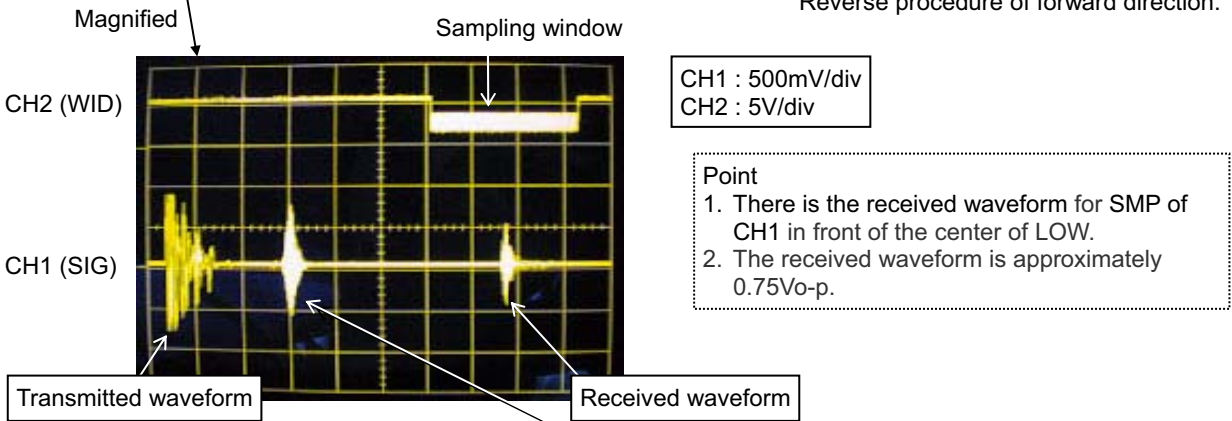 Reverse procedure of forward direction.
Magnified
Sampling window
CH2 (WID)
CH1 : 500mV/div
CH2 : 5V/div
Point
1. There is the received waveform for SMP of
CH1 in front of the center of LOW.
2. The received waveform is approximately
0.75Vo-p.
CH1 (SIG)
Transmitted waveform
Received waveform